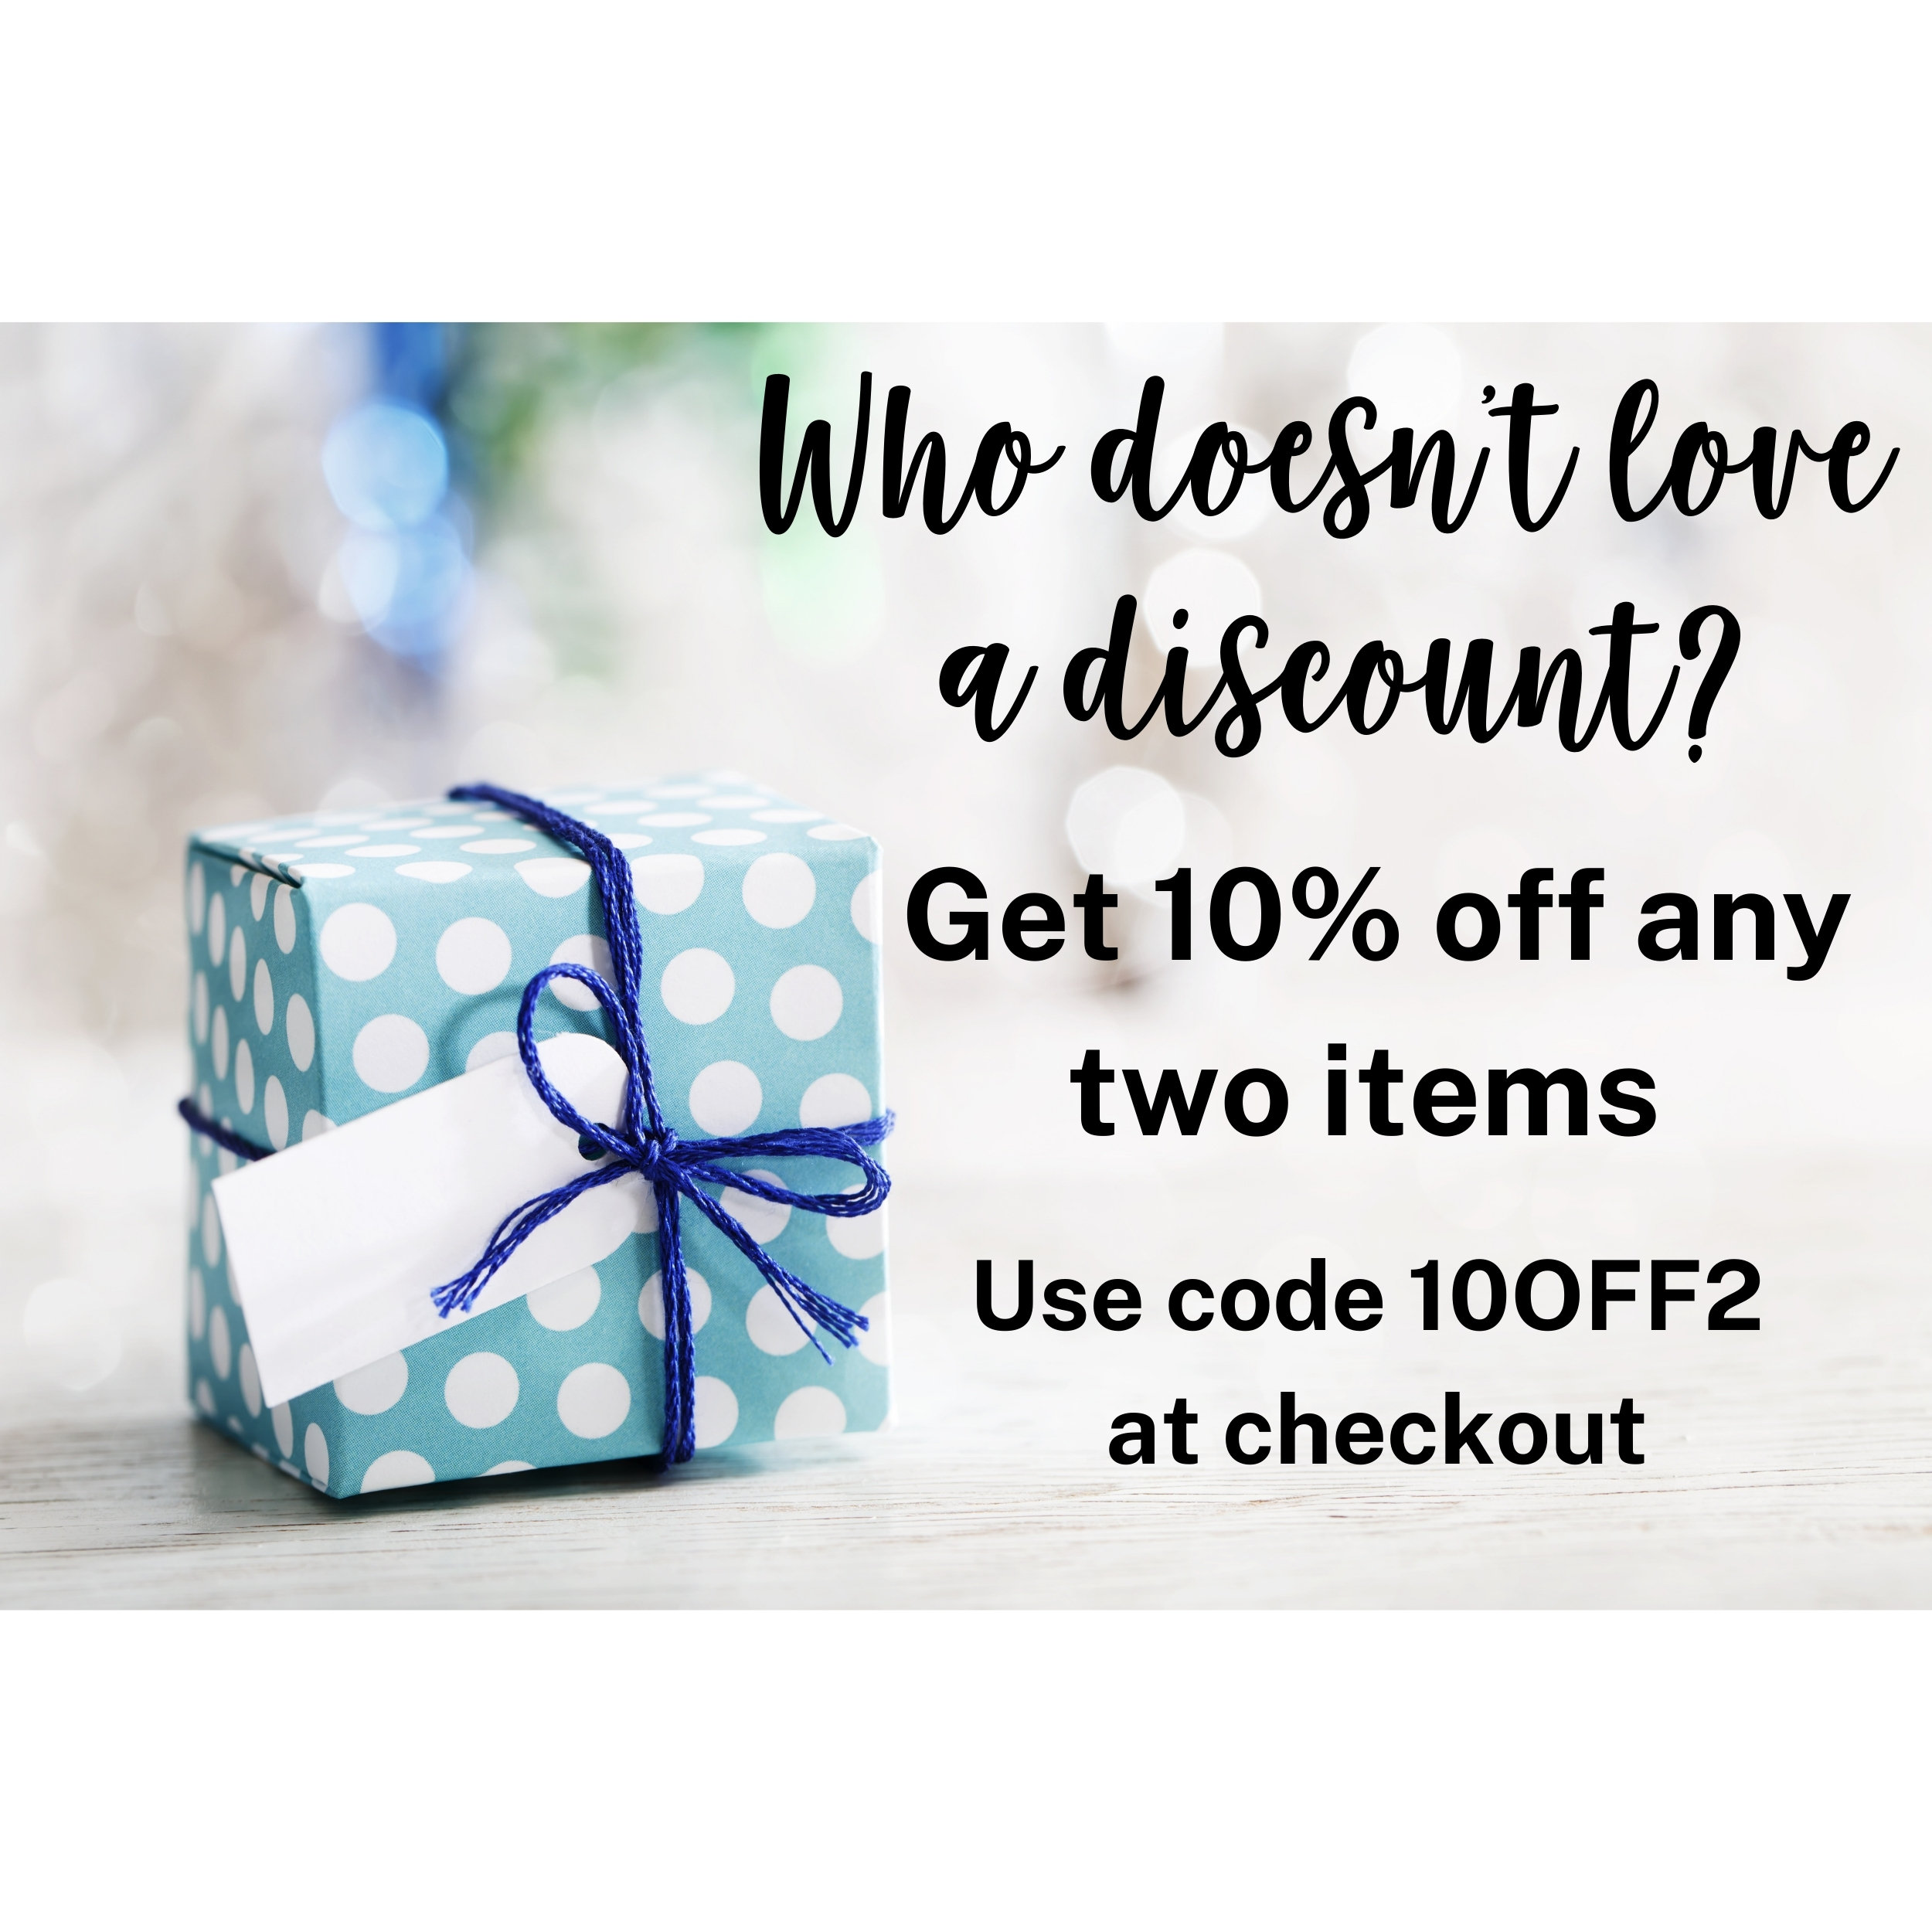 Who doesn't love
a discount?
Get 10% off any
two items
Use code 10OFF2
at checkout